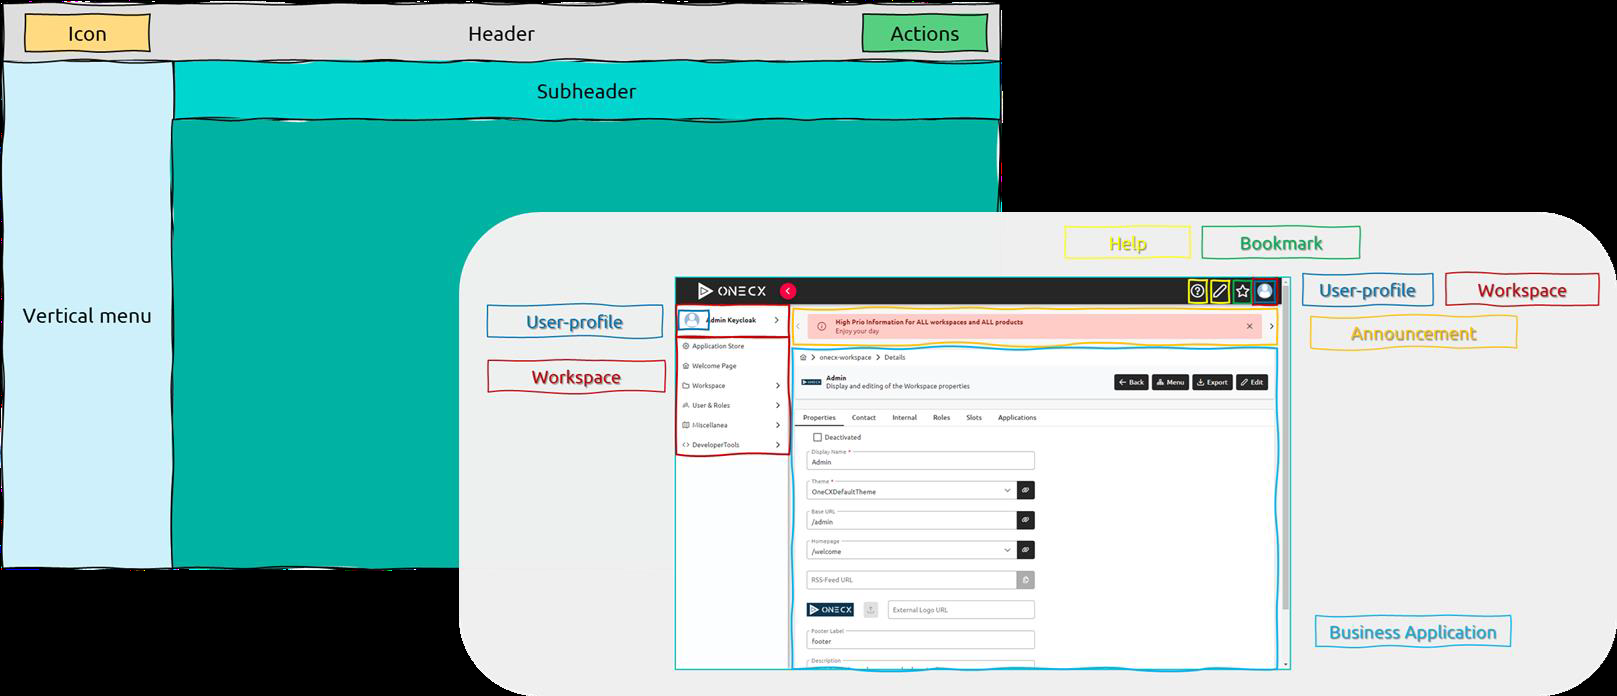 Icon
Header
Actions
Subheader
Vertical menu
Help
Bookmark
User-profile
Workspace
Announcement
User-profile
Workspace
Business Application
ONECX
Admin Keycloak
Application Store
Welcome Page
Workspace
User & Roles
Miscellanea
DeveloperTools
High Prio Information for ALL workspaces and ALL products
Enjoy your day
onecx-workspace
Details
ONECX
Admin
Display and editing of the Workspace properties
Back
Menu
Export
Edit
Properties
Contact
Internal
Roles
Slots
Applications
Deactivated
Display Name *
Admin
Theme *
OneCXDefaultTheme
Base URL
/admin
Homepage
/welcome
RSS-Feed URL
ONECX
External Logo URL
Footer Label
footer
Description